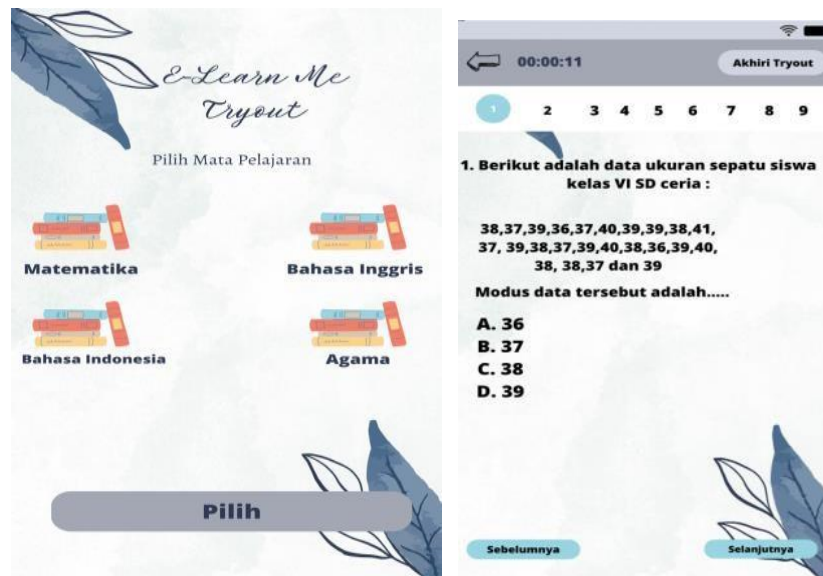 E-Learn Me
Tryout
Pilih Mata Pelajaran
Matematika
Bahasa Inggris
Bahasa Indonesia
Agama
Pilih
00:00:11
Akhiri Tryout
1 2 3 4 5 6 7 8 9
1. Berikut adalah data ukuran sepatu siswa
kelas VI SD ceria :
38,37,39,36,37,40,39,39,38,41,
37, 39,38,37,39,40,38,36,39,40,
38, 38,37 dan 39
Modus data tersebut adalah.....
A. 36
B. 37
C. 38
D. 39
Sebelumnya
Selanjutnya